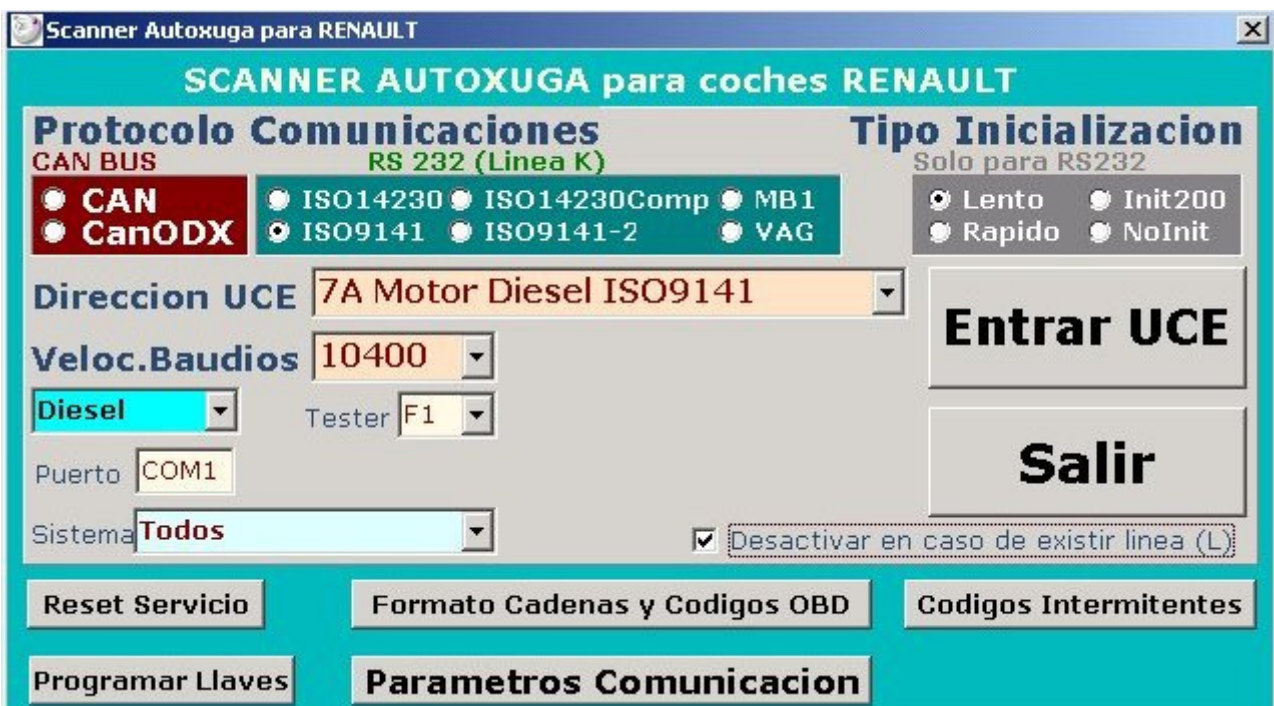 Scanner Autoxuga para RENAULT
SCANNER AUTOXUGA para coches RENAULT
Protocolo Comunicaciones
Tipo Inicializacion
CAN BUS
RS 232 (Linea K)
Solo para RS232
CAN
ISO14230 ISO14230Comp MB1
Lento Init200
CanODX
ISO9141 ISO9141-2 VAG
Rapido NoInit
Direccion UCE 7A Motor Diesel ISO9141
Entrar UCE
Veloc.Baudios 10400
Diesel
Tester F1
Puerto COM1
Salir
Sistema Todos
Desactivar en caso de existir linea (L)
Reset Servicio
Formato Cadenas y Codigos OBD
Codigos Intermitentes
Programar Llaves
Parametros Comunicacion